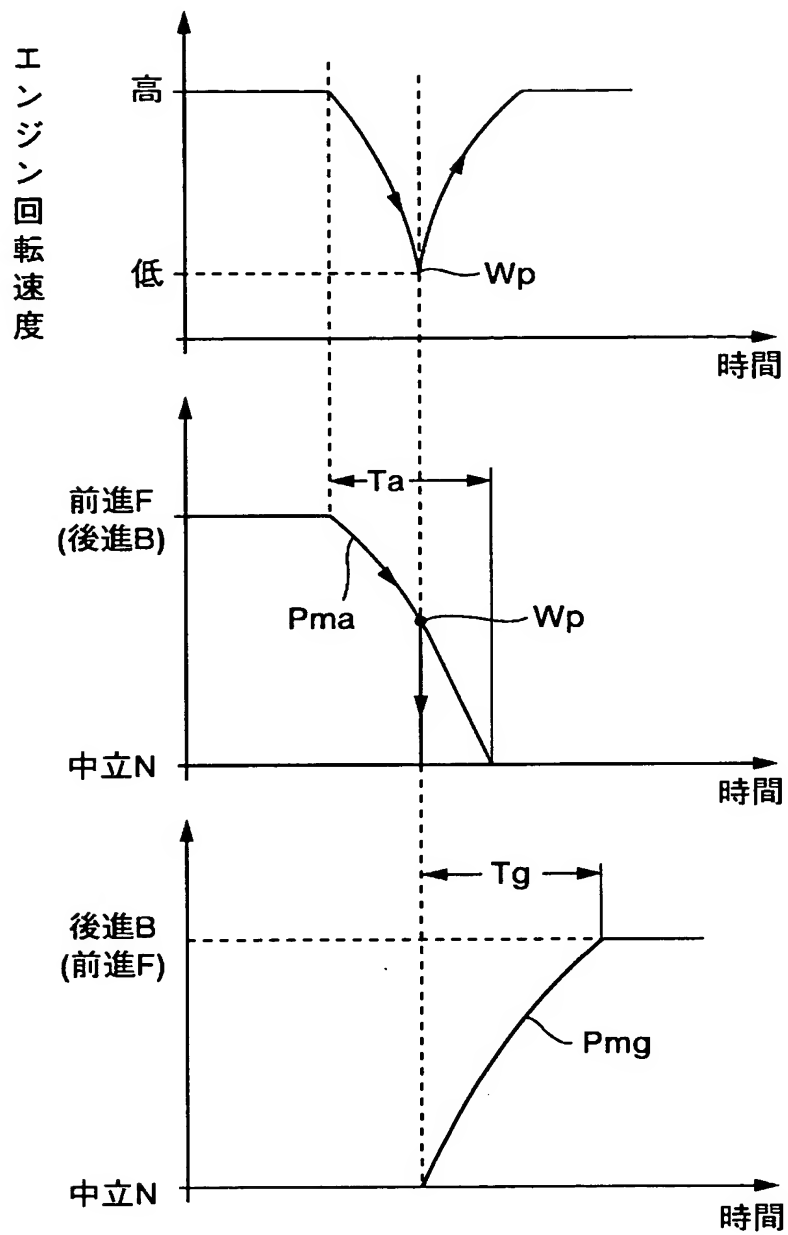 エンジン回転速度
高
低
Wp
時間
前進F
(後進B)
Ta
Pma
Wp
中立N
時間
後進B
(前進F)
Tg
Pmg
中立N
時間